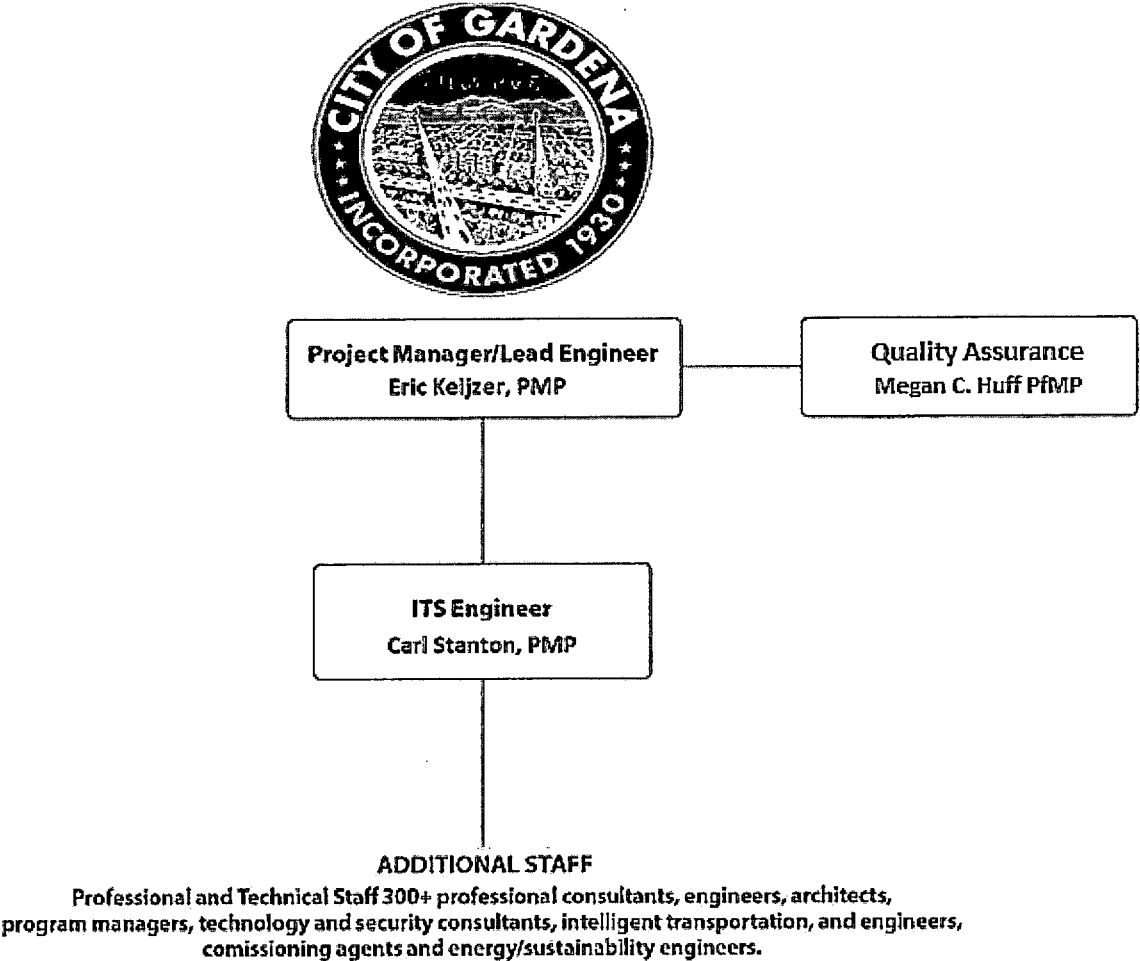 CITY OF GARDENA
INCORPORATED 1930
Project Manager/Lead Engineer
Eric Keijzer, PMP
Quality Assurance
Megan C. Huff PfMP
ITS Engineer
Carl Stanton, PMP
ADDITIONAL STAFF
Professional and Technical Staff 300+ professional consultants, engineers, architects,
program managers, technology and security consultants, intelligent transportation, and engineers,
comissioning agents and energy/sustainability engineers.